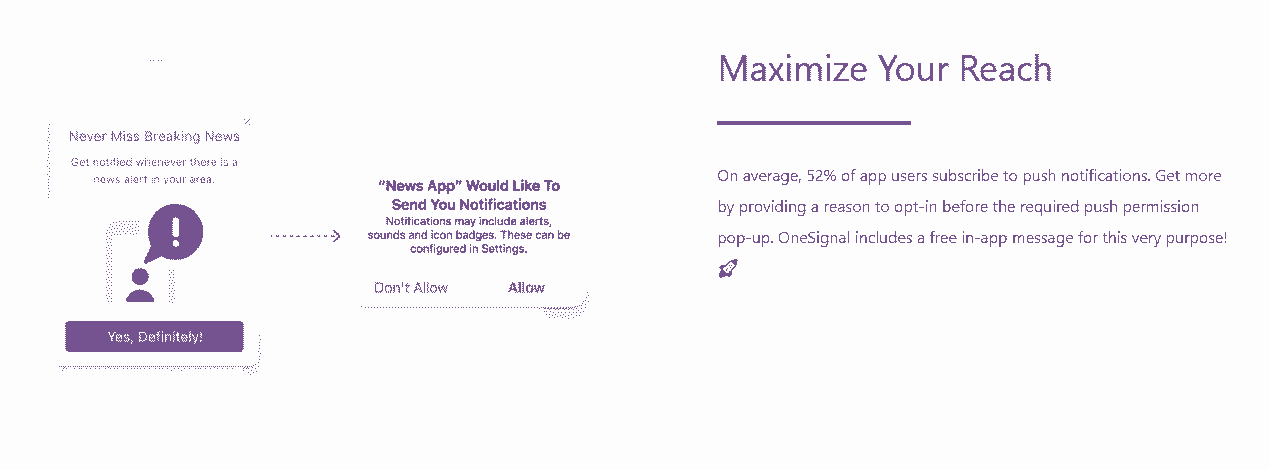 Never Miss Breaking News
Get notified whenever there is a
news alert in your area.
Yes, Definitely!
“News App” Would Like To
Send You Notifications
Notifications may include alerts,
sounds and icon badges. These can be
configured in Settings.
Don't Allow
Allow
Maximize Your Reach
On average, 52% of app users subscribe to push notifications. Get more
by providing a reason to opt-in before the required push permission
pop-up. OneSignal includes a free in-app message for this very purpose!
🚀